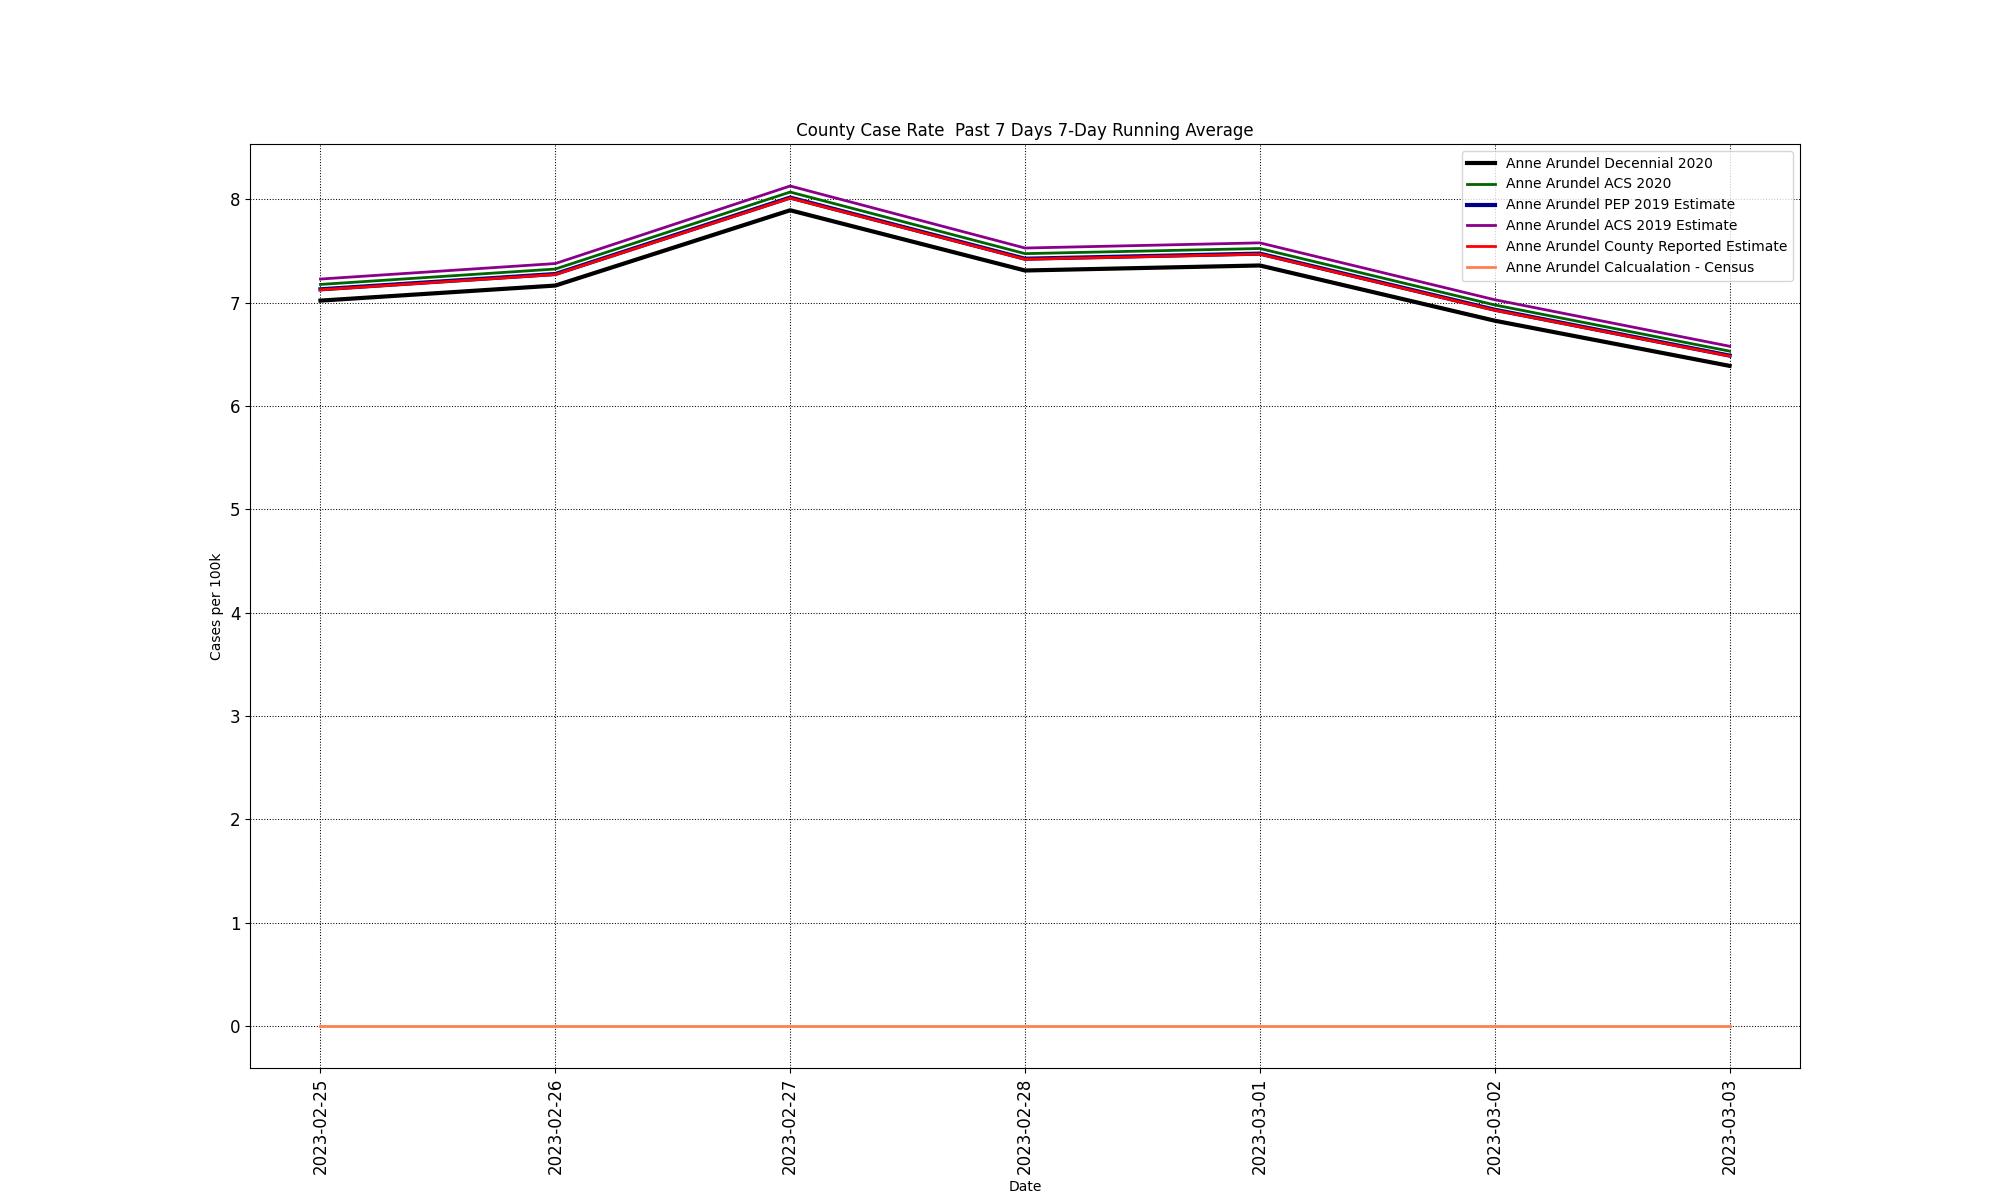 County Case Rate  Past 7 Days 7-Day Running Average
Anne Arundel Decennial 2020
Anne Arundel ACS 2020
Anne Arundel PEP 2019 Estimate
Anne Arundel ACS 2019 Estimate
Anne Arundel County Reported Estimate
Anne Arundel Calcualation - Census
Cases per 100k
8
7
6
5
4
3
2
1
0
2023-02-25
2023-02-26
2023-02-27
2023-02-28
2023-03-01
2023-03-02
2023-03-03
Date